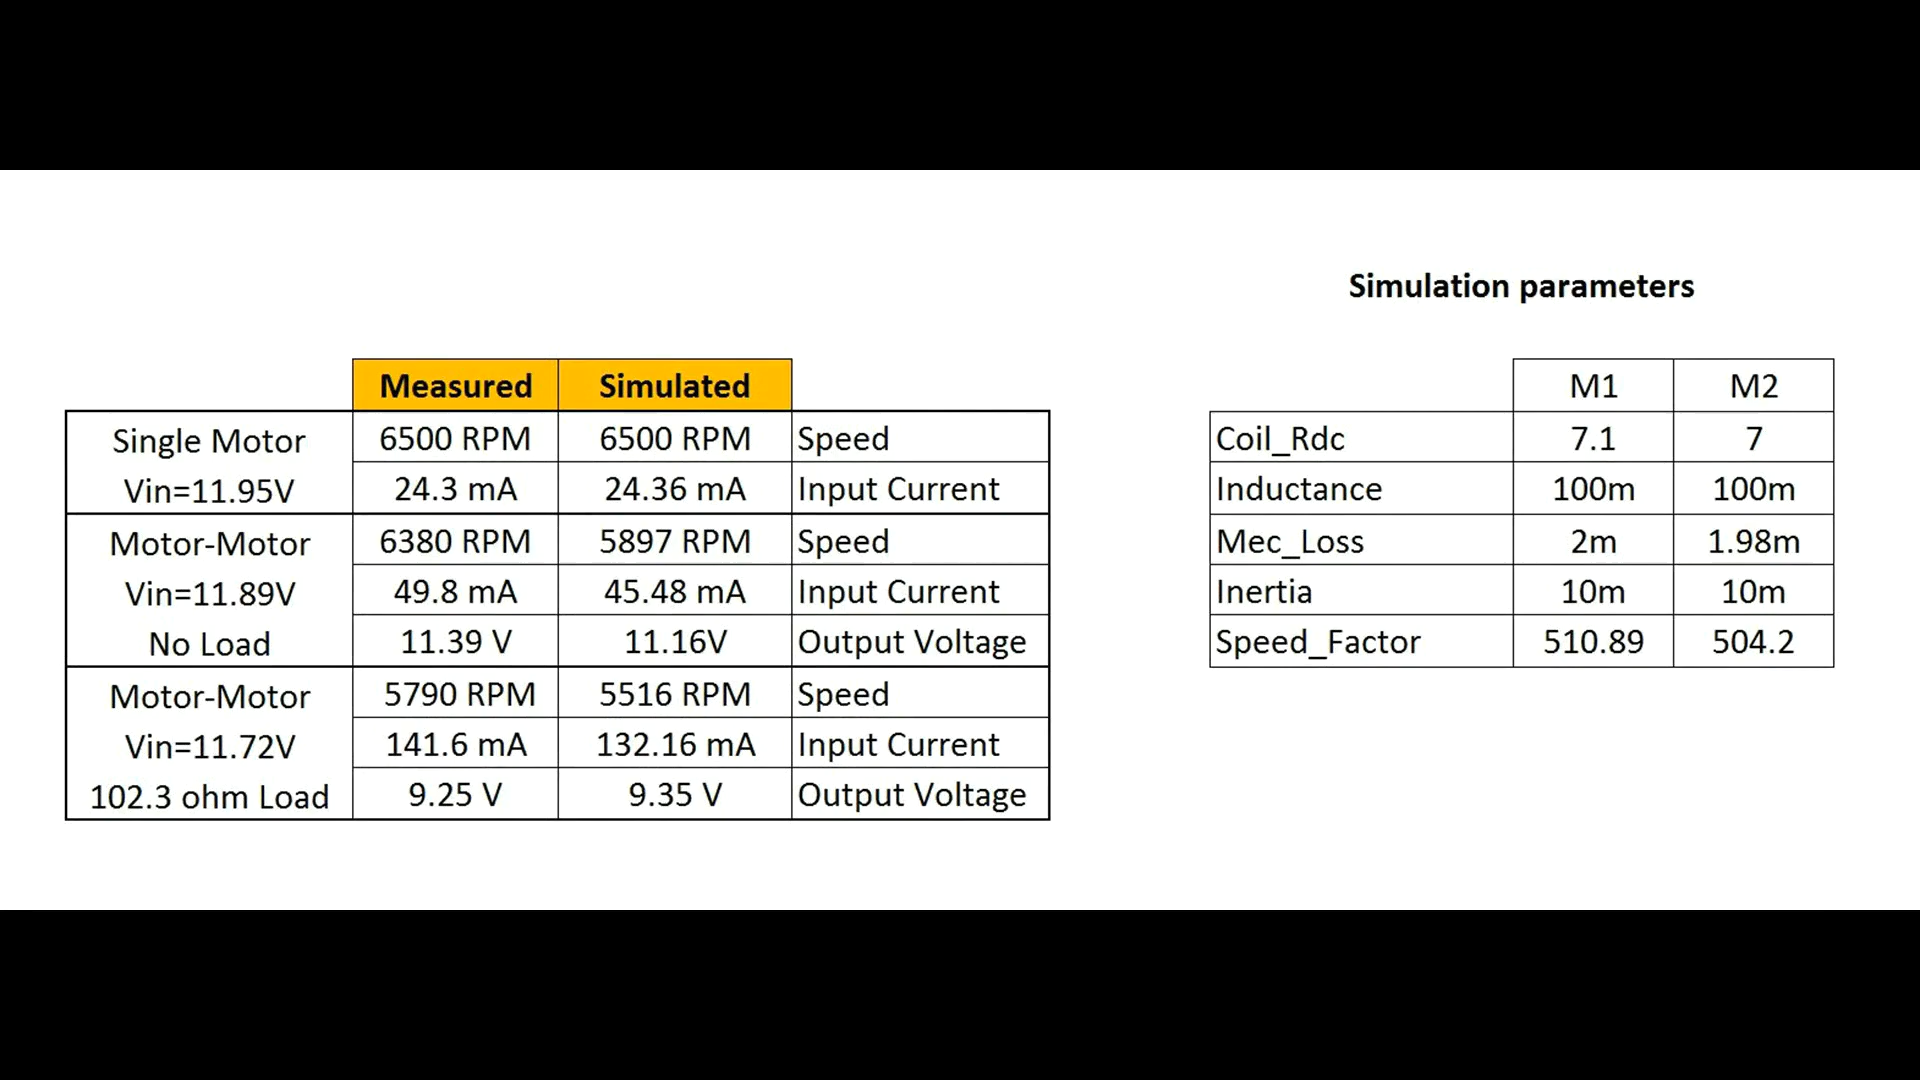 Simulation parameters
Measured Simulated
Single Motor
Vin=11.95V
6500 RPM 6500 RPM Speed
24.3 mA 24.36 mA Input Current
Motor-Motor
Vin=11.89V
No Load
6380 RPM 5897 RPM Speed
49.8 mA 45.48 mA Input Current
11.39 V 11.16V Output Voltage
Motor-Motor
Vin=11.72V
102.3 ohm Load
5790 RPM 5516 RPM Speed
141.6 mA 132.16 mA Input Current
9.25 V 9.35 V Output Voltage
M1 M2
Coil_Rdc 7.1 7
Inductance 100m 100m
Mec_Loss 2m 1.98m
Inertia 10m 10m
Speed_Factor 510.89 504.2